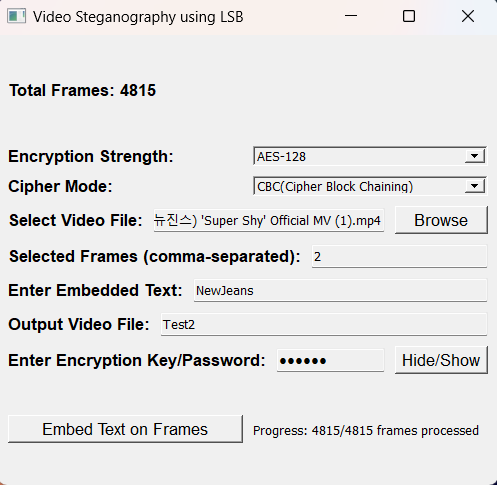 Video Steganography using LSB
Total Frames: 4815
Encryption Strength: AES-128
Cipher Mode: CBC(Cipher Block Chaining)
Select Video File: 뉴진스) 'Super Shy' Official MV (1).mp4 Browse
Selected Frames (comma-separated): 2
Enter Embedded Text: NewJeans
Output Video File: Test2
Enter Encryption Key/Password: ●●●●●● Hide/Show
Embed Text on Frames Progress: 4815/4815 frames processed